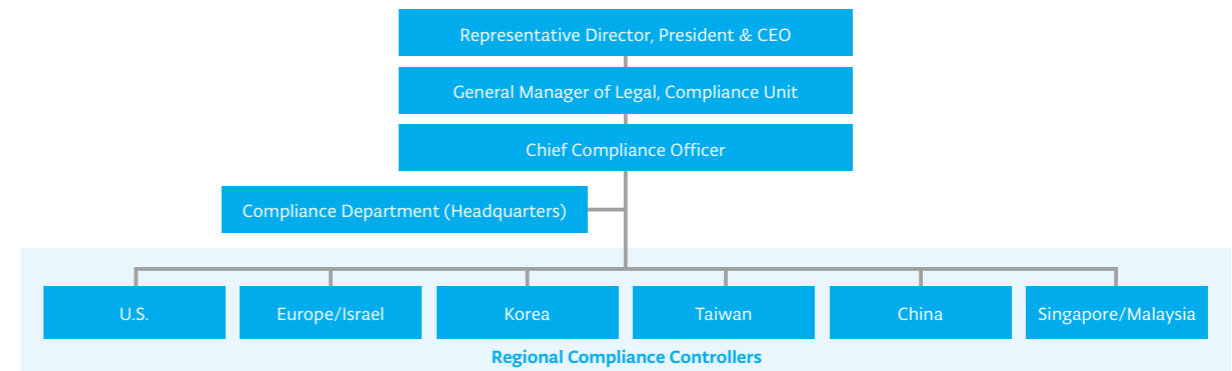 Representative Director, President & CEO
General Manager of Legal, Compliance Unit
Chief Compliance Officer
Compliance Department (Headquarters)
U.S.
Europe/Israel
Korea
Taiwan
China
Singapore/Malaysia
Regional Compliance Controllers